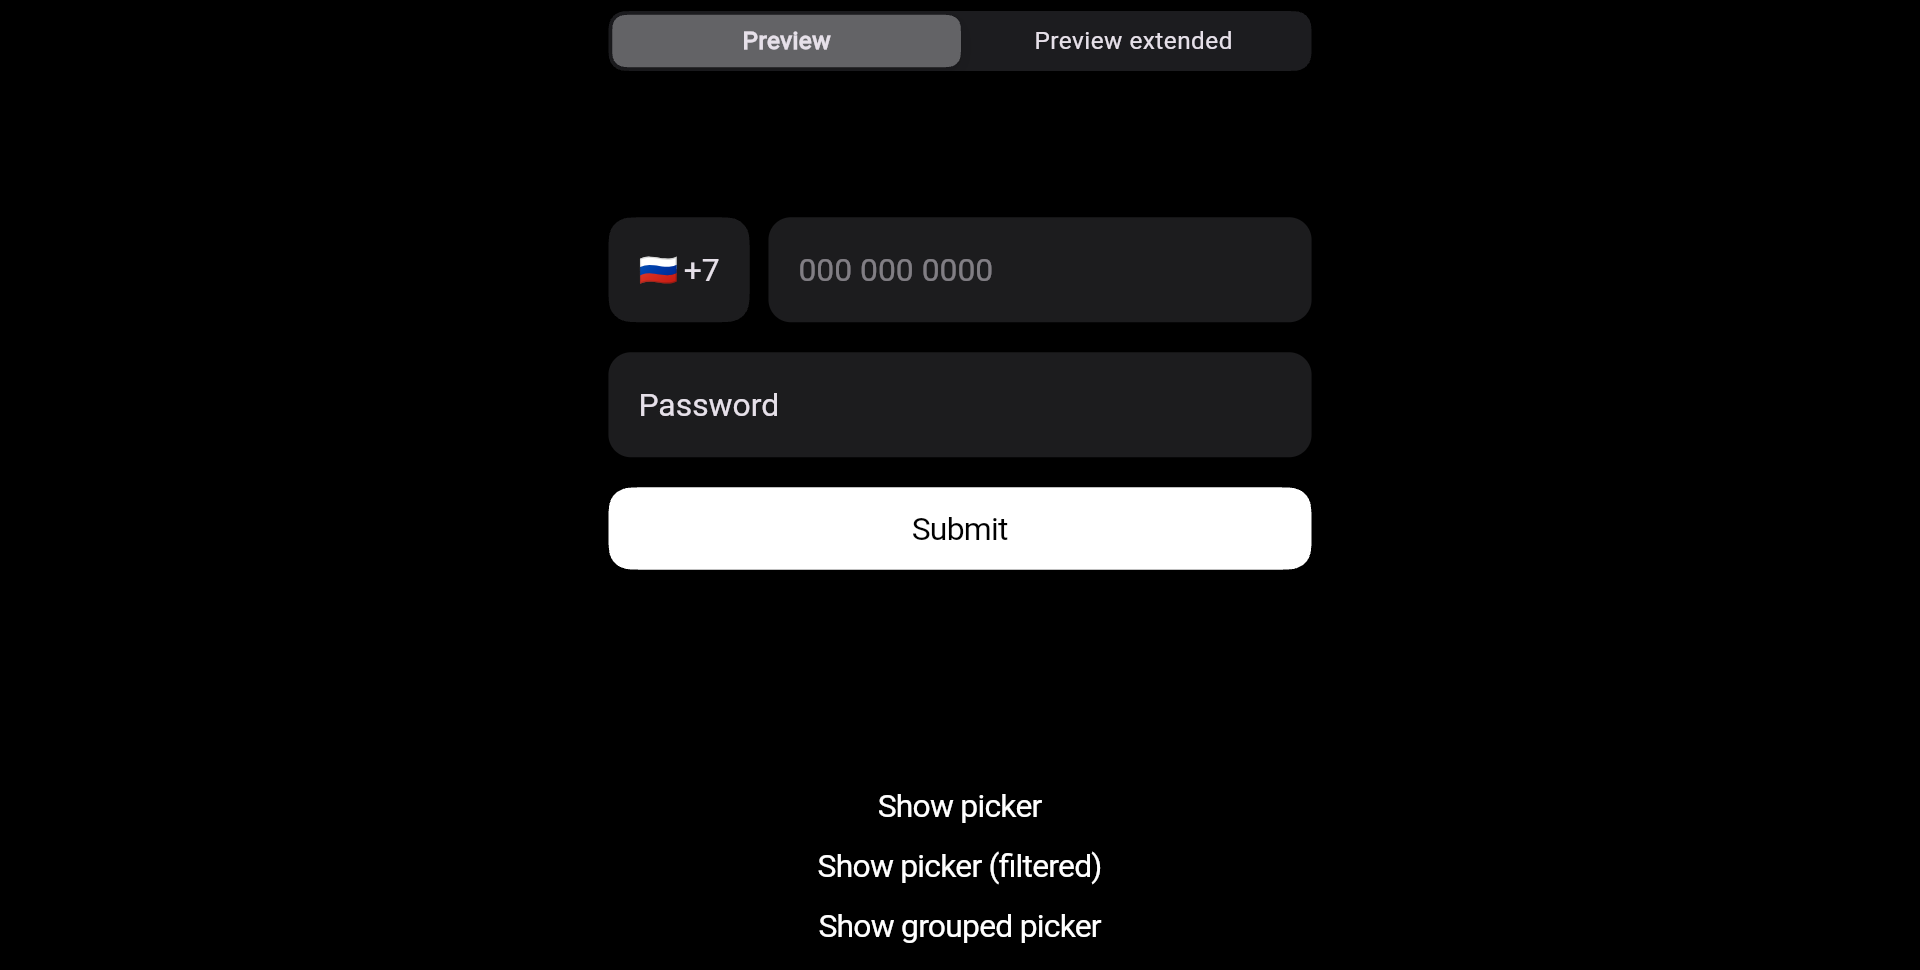 Preview
Preview extended
+7
000 000 0000
Password
Submit
Show picker
Show picker (filtered)
Show grouped picker